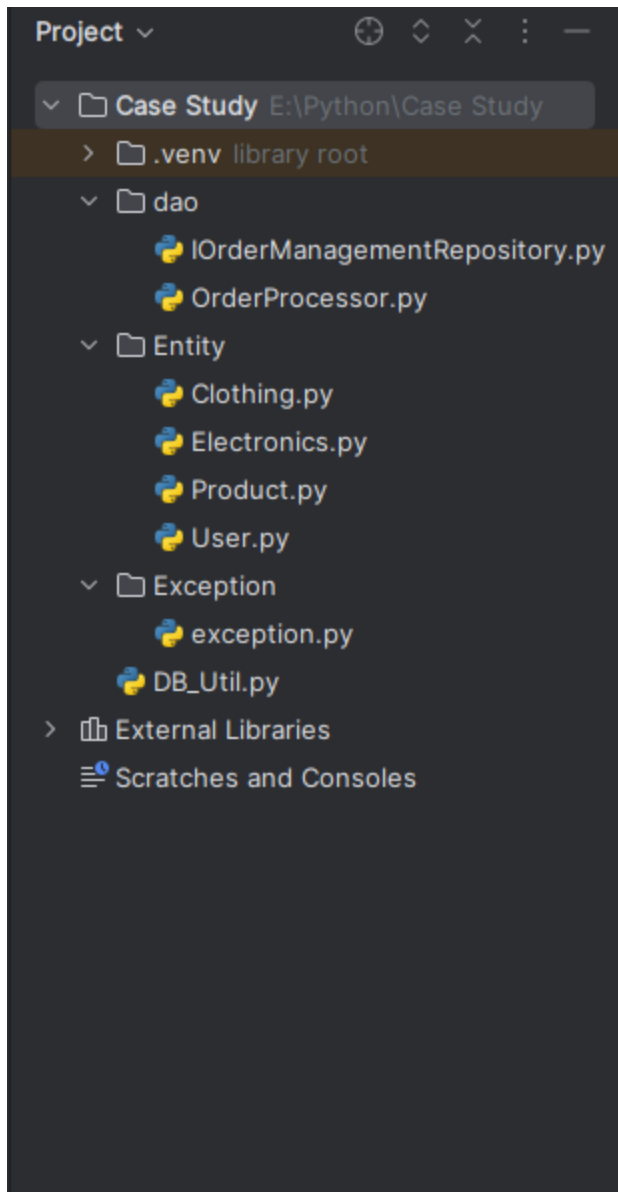 Project
Case Study E:\Python\Case Study
.venv library root
dao
IOrderManagementRepository.py
OrderProcessor.py
Entity
Clothing.py
Electronics.py
Product.py
User.py
Exception
exception.py
DB_Util.py
External Libraries
Scratches and Consoles